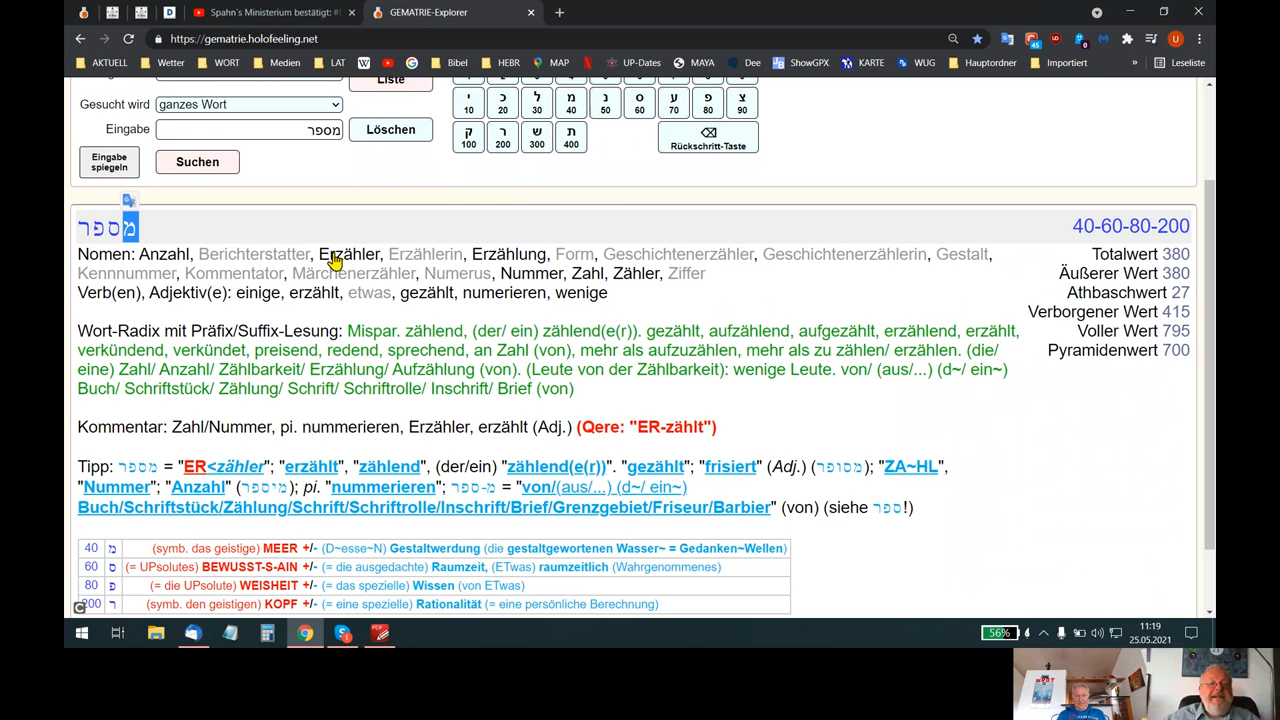 Spahn's Ministerium bestätigt: #
GEMATRIE-Explorer
https://gematrie.holofeeling.net
45
0
U
AKTUELL Wetter WORT Medien LAT Bibel HEBR MAP UP-Dates MAYA Dee ShowGPX KARTE WUG Hauptordner Importiert » Leseliste
Liste
Gesucht wird ganzes Wort
Eingabe מספר Löschen
Eingabe spiegeln Suchen
י כ ל מ נ ס ע פ צ
10 20 30 40 50 60 70 80 90
ק ר ש ת
100 200 300 400
Rückschritt-Taste
מספר 40-60-80-200
Nomen: Anzahl, Berichterstatter, Erzähler, Erzählerin, Erzählung, Form, Geschichtenerzähler, Geschichtenerzählerin, Gestalt,
Kennnummer, Kommentator, Märchenerzähler, Numerus, Nummer, Zahl, Zähler, Ziffer
Verb(en), Adjektiv(e): einige, erzählt, etwas, gezählt, numerieren, wenige
Totalwert 380
Äußerer Wert 380
Athbaschwert 27
Verborgener Wert 415
Voller Wert 795
Pyramidenwert 700
Wort-Radix mit Präfix/Suffix-Lesung: Mispar. zählend, (der/ ein) zählend(e(r)). gezählt, aufzählend, aufgezählt, erzählend, erzählt,
verkündend, verkündet, preisend, redend, sprechend, an Zahl (von), mehr als aufzuzählen, mehr als zu zählen/ erzählen. (die/
eine) Zahl/ Anzahl/ Zählbarkeit/ Erzählung/ Aufzählung (von). (Leute von der Zählbarkeit): wenige Leute. von/ (aus/...) (d~/ ein~)
Buch/ Schriftstück/ Zählung/ Schrift/ Schriftrolle/ Inschrift/ Brief (von)
Kommentar: Zahl/Nummer, pi. nummerieren, Erzähler, erzählt (Adj.) (Qere: "ER-zählt")
Tipp: מספר = "ER<zähler"; "erzählt", "zählend", (der/ein) "zählend(e(r))". "gezählt"; "frisiert" (Adj.) (מסופר); "ZA~HL",
"Nummer"; "Anzahl" (מיספר); pi. "nummerieren"; מ-ספר = "von/(aus/...) (d~/ ein~)
Buch/Schriftstück/Zählung/Schrift/Schriftrolle/Inschrift/Brief/Grenzgebiet/Friseur/Barbier" (von) (siehe ספר!)
40 מ (symb. das geistige) MEER +/- (D~esse~N) Gestaltwerdung (die gestaltgewortenen Wasser~ = Gedanken~Wellen)
60 ס (= UPsolutes) BEWUSST-S-AIN +/- (= die ausgedachte) Raumzeit, (ETwas) raumzeitlich (Wahrgenommenes)
80 פ (= die UPsolute) WEISHEIT +/- (= das spezielle) Wissen (von ETwas)
200 ר (symb. den geistigen) KOPF +/- (= eine spezielle) Rationalität (= eine persönliche Berechnung)
56%
11:19
25.05.2021